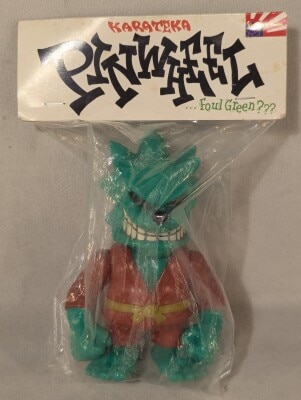 KARATEKA
PINWHEEL
...Foul Green???